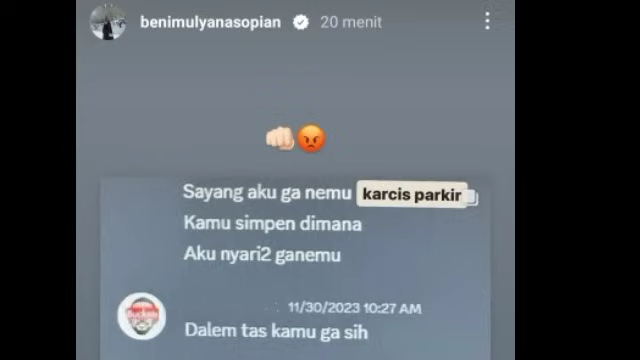 benimulyanasopian 20 menit
Sayang aku ga nemu karcis parkir
Kamu simpen dimana
Aku nyari2 ganemu
11/30/2023 10:27 AM
Dalem tas kamu ga sih